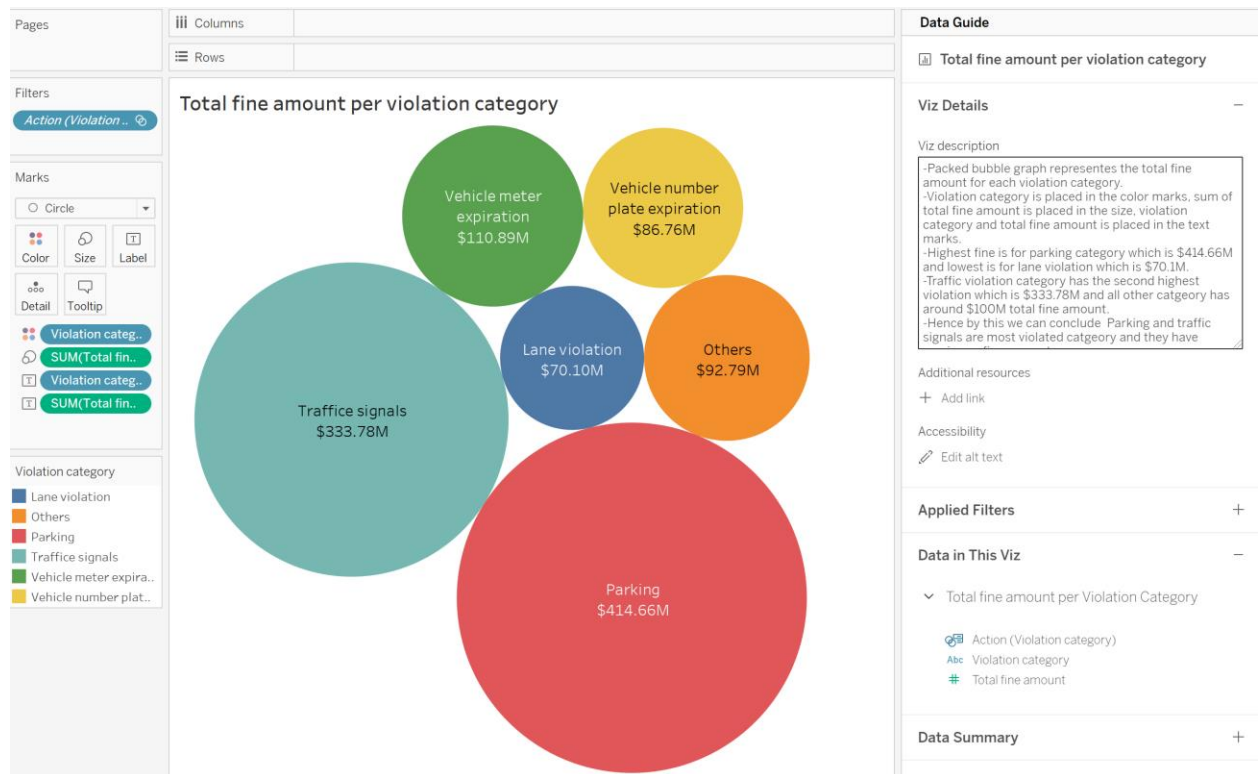 Pages
Filters
Action (Violation ..
Marks
Circle
Color Size Label
Detail Tooltip
Violation categ..
SUM(Total fin..
Violation categ..
SUM(Total fin..
Violation category
Lane violation
Others
Parking
Traffice signals
Vehicle meter expira..
Vehicle number plat..
Columns
Rows
Total fine amount per violation category
Vehicle meter
expiration
$110.89M
Vehicle number
plate expiration
$86.76M
Lane violation
$70.10M
Others
$92.79M
Traffice signals
$333.78M
Parking
$414.66M
Data Guide
Total fine amount per violation category
Viz Details
Viz description
-Packed bubble graph representes the total fine
amount for each violation category.
-Violation category is placed in the color marks, sum of
total fine amount is placed in the size, violation
category and total fine amount is placed in the text
marks.
-Highest fine is for parking category which is $414.66M
and lowest is for lane violation which is $70.1M.
-Traffic violation category has the second highest
violation which is $333.78M and all other catgeory has
around $100M total fine amount.
-Hence by this we can conclude Parking and traffic
signals are most violated catgeory and they have
Additional resources
+ Add link
Accessibility
Edit alt text
Applied Filters
Data in This Viz
Total fine amount per Violation Category
Action (Violation category)
Abc Violation category
# Total fine amount
Data Summary